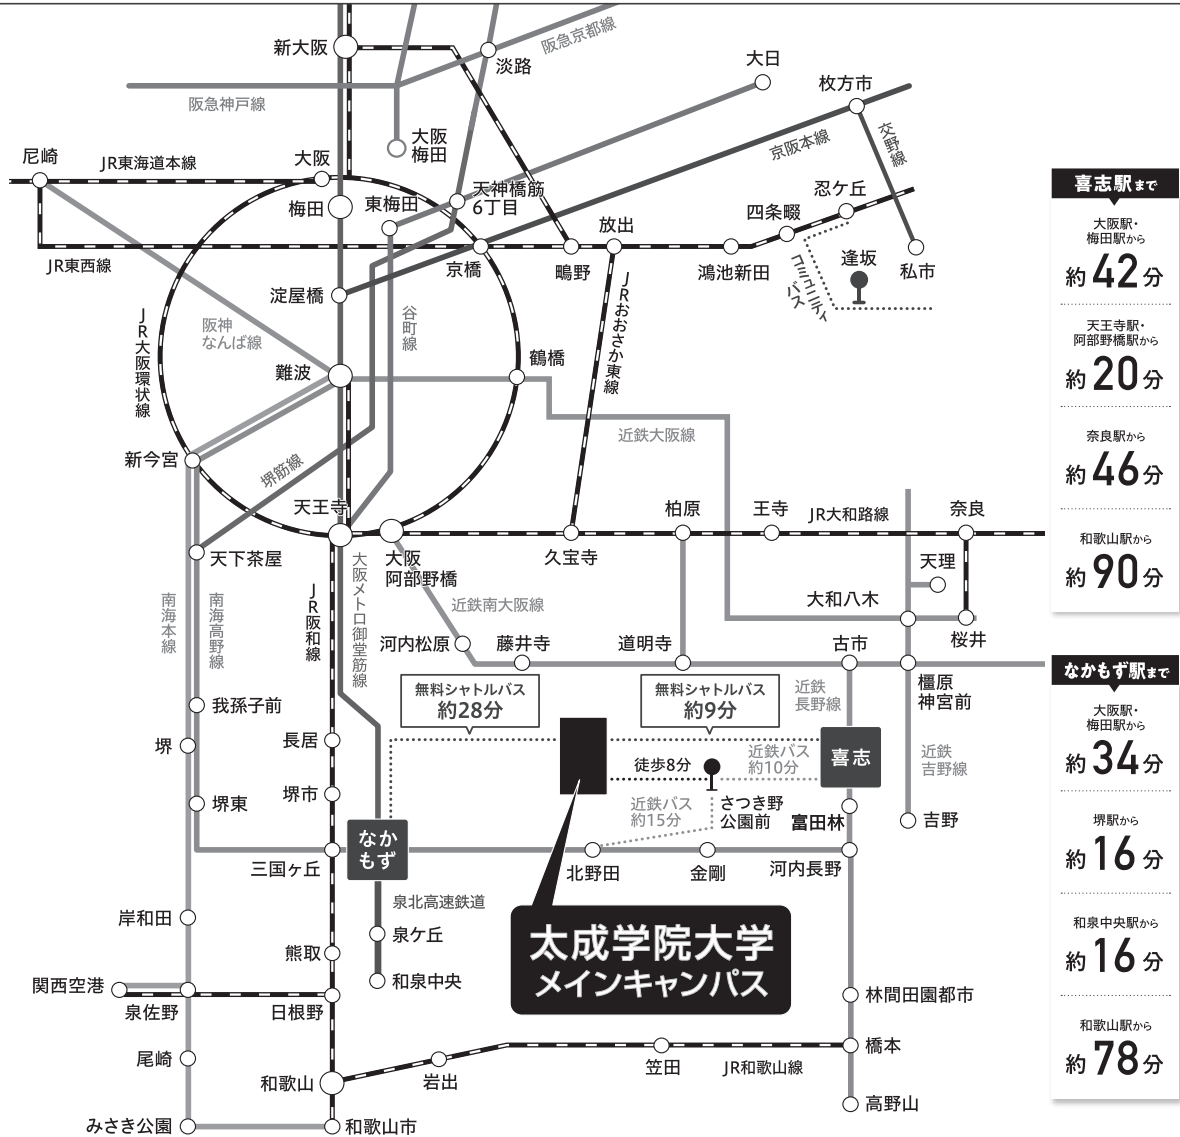 新大阪
阪急京都線
淡路
大日
枚方市
阪急神戸線
大阪
梅田
交野線
京阪本線
尼崎
JR東海道本線
大阪
梅田
東梅田
天神橋筋
6丁目
忍ケ丘
四条畷
放出
JR東西線
京橋
鴫野
鴻池新田
逢坂
私市
コミュニティ
バス
淀屋橋
谷町線
JRおおさか東線
JR大阪環状線
阪神
なんば線
難波
鶴橋
近鉄大阪線
新今宮
堺筋線
天王寺
柏原
王寺
JR大和路線
奈良
天下茶屋
大阪
阿部野橋
久宝寺
天理
大和八木
桜井
南海本線
南海高野線
JR阪和線
大阪メトロ御堂筋線
近鉄南大阪線
河内松原
藤井寺
道明寺
古市
橿原
神宮前
無料シャトルバス
約28分
無料シャトルバス
約9分
近鉄
長野線
我孫子前
堺
長居
徒歩8分
近鉄バス
約10分
喜志
近鉄
吉野線
堺東
堺市
近鉄バス
約15分
さつき野
公園前
富田林
吉野
なか
もず
三国ヶ丘
北野田
金剛
河内長野
泉北高速鉄道
岸和田
泉ケ丘
太成学院大学
メインキャンパス
熊取
和泉中央
関西空港
泉佐野
日根野
林間田園都市
尾崎
和歌山
岩出
笠田
JR和歌山線
橋本
高野山
みさき公園
和歌山市
喜志駅まで
大阪駅・
梅田駅から
約42分
天王寺駅・
阿部野橋駅から
約20分
奈良駅から
約46分
和歌山駅から
約90分
なかもず駅まで
大阪駅・
梅田駅から
約34分
堺駅から
約16分
和泉中央駅から
約16分
和歌山駅から
約78分